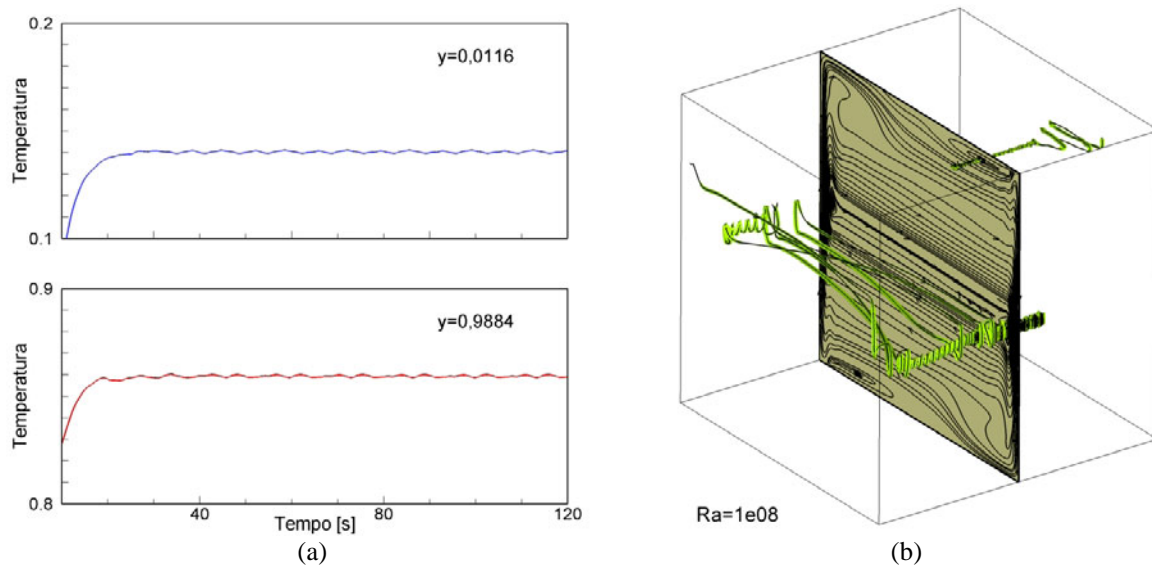 0.2
y=0,0116
Temperatura
0.1
0.9
y=0,9884
Temperatura
0.8
40
80
120
Tempo [s]
(a)
Ra=1e08
(b)